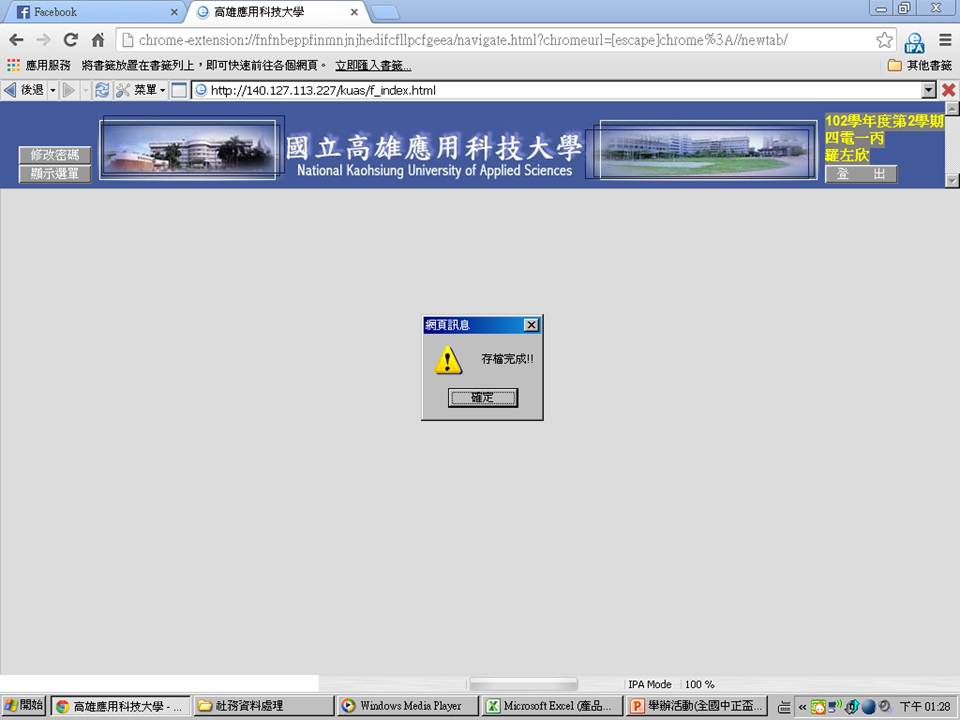 Facebook
高雄應用科技大學
chrome-extension://fnfnbeppfinmnjnjhedifcfllpcfgeea/navigate.html?chromeurl=[escape]chrome%3A//newtab/
IPA
應用服務 將書籤放置在書籤列上，即可快速前往各個網頁。 立即匯入書籤...
其他書籤
後退 菜單 http://140.127.113.227/kuas/f_index.html
修改密碼
顯示選單
國立高雄應用科技大學
National Kaohsiung University of Applied Sciences
102學年度第2學期
四電一丙
羅左欣
登 出
網頁訊息
存檔完成!!
確定
IPA Mode 100 %
開始 高雄應用科技大學 - ... 社務資料處理 Windows Media Player Microsoft Excel (產品... 舉辦活動(全國中正盃... « 下午 01:28